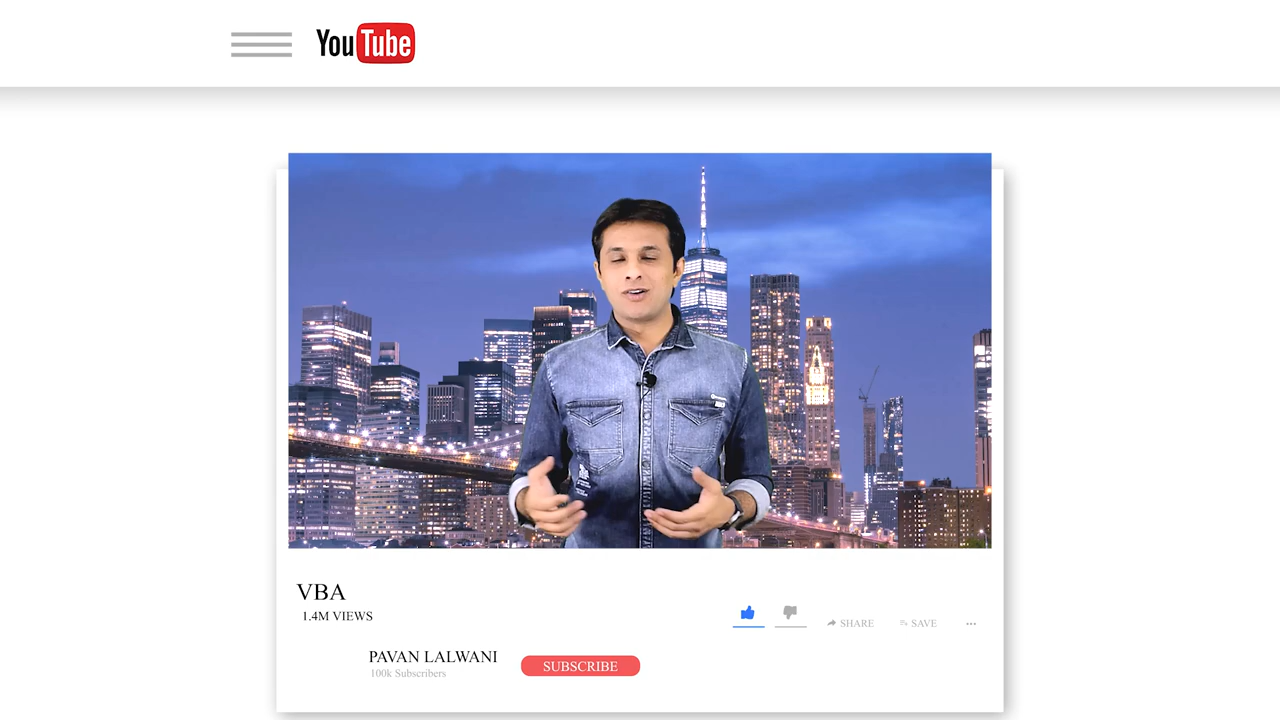 YouTube
VBA
1.4M VIEWS
SHARE
SAVE
PAVAN LALWANI
100k Subscribers
SUBSCRIBE